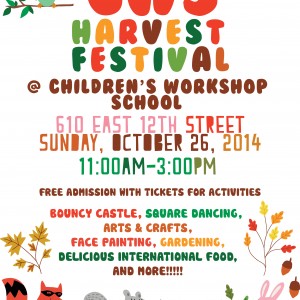 CWS
HARVEST
FESTIVAL
@ CHILDREN'S WORKSHOP
SCHOOL
610 EAST 12TH STREET
SUNDAY, OCTOBER 26, 2014
11:00AM-3:00PM
FREE ADMISSION WITH TICKETS FOR ACTIVITIES
BOUNCY CASTLE, SQUARE DANCING,
ARTS & CRAFTS,
FACE PAINTING, GARDENING,
DELICIOUS INTERNATIONAL FOOD,
AND MORE!!!!!